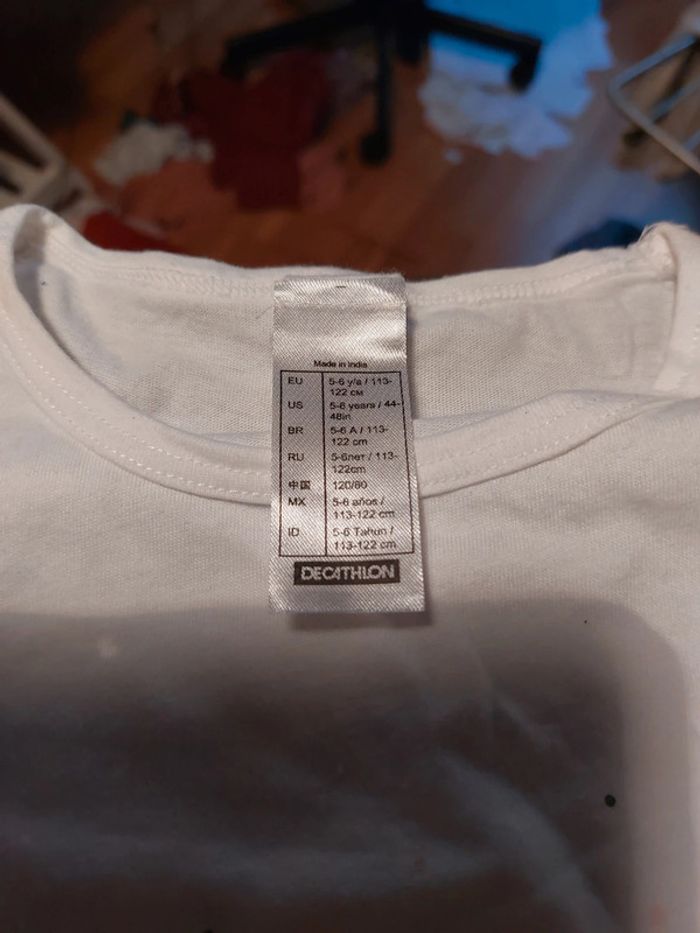 Made in India
EU 5-6 y/a / 113-
122 см
US 5-6 years / 44-
48in
BR 5-6 A / 113-
122 cm
RU 5-6лет / 113-
122cm
中国 120/60
MX 5-6 años /
113-122 cm
ID 5-6 Tahun /
113-122 cm
DECATHLON